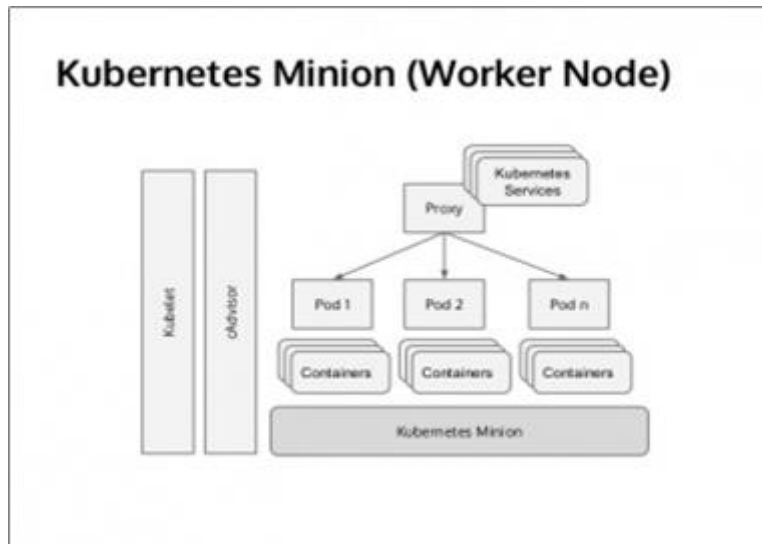 Kubernetes Minion (Worker Node)
Kubernetes
Services
Proxy
Kubelet
cAdvisor
Pod 1
Pod 2
Pod n
Containers
Containers
Containers
Kubernetes Minion